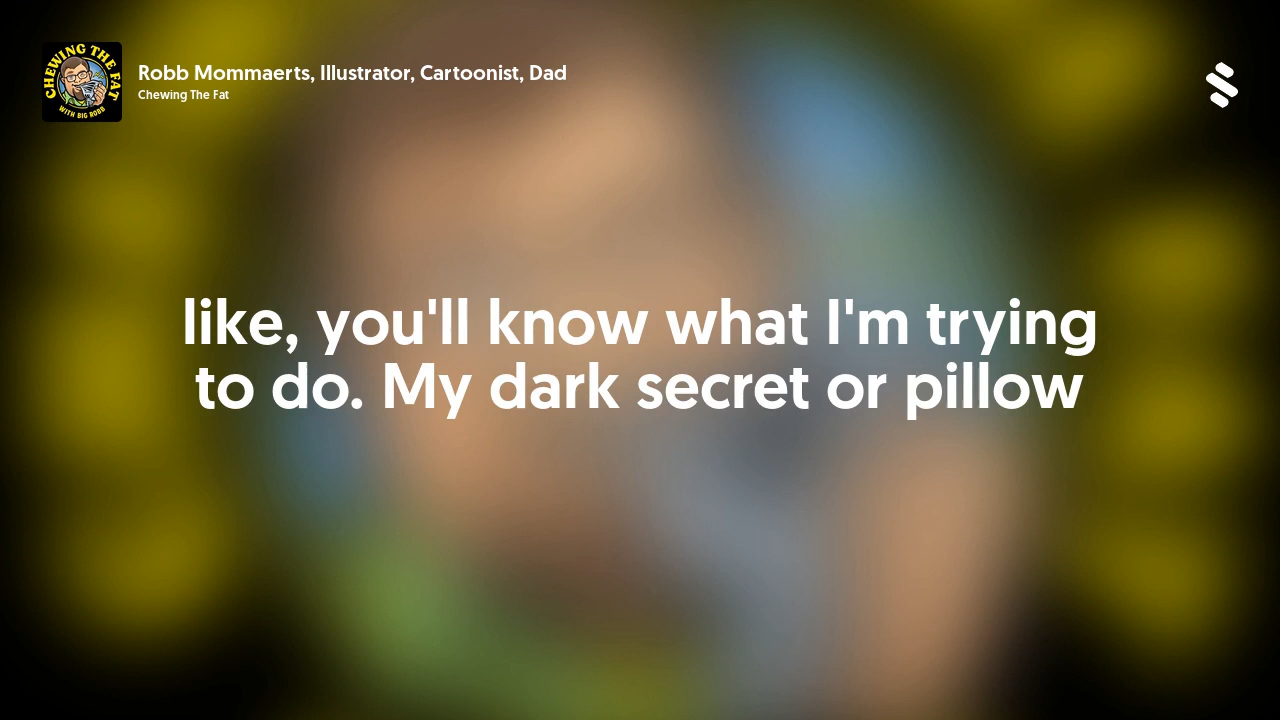 CHEWING THE FAT
WITH BIG ROBB
Robb Mommaerts, Illustrator, Cartoonist, Dad
Chewing The Fat
like, you'll know what I'm trying
to do. My dark secret or pillow